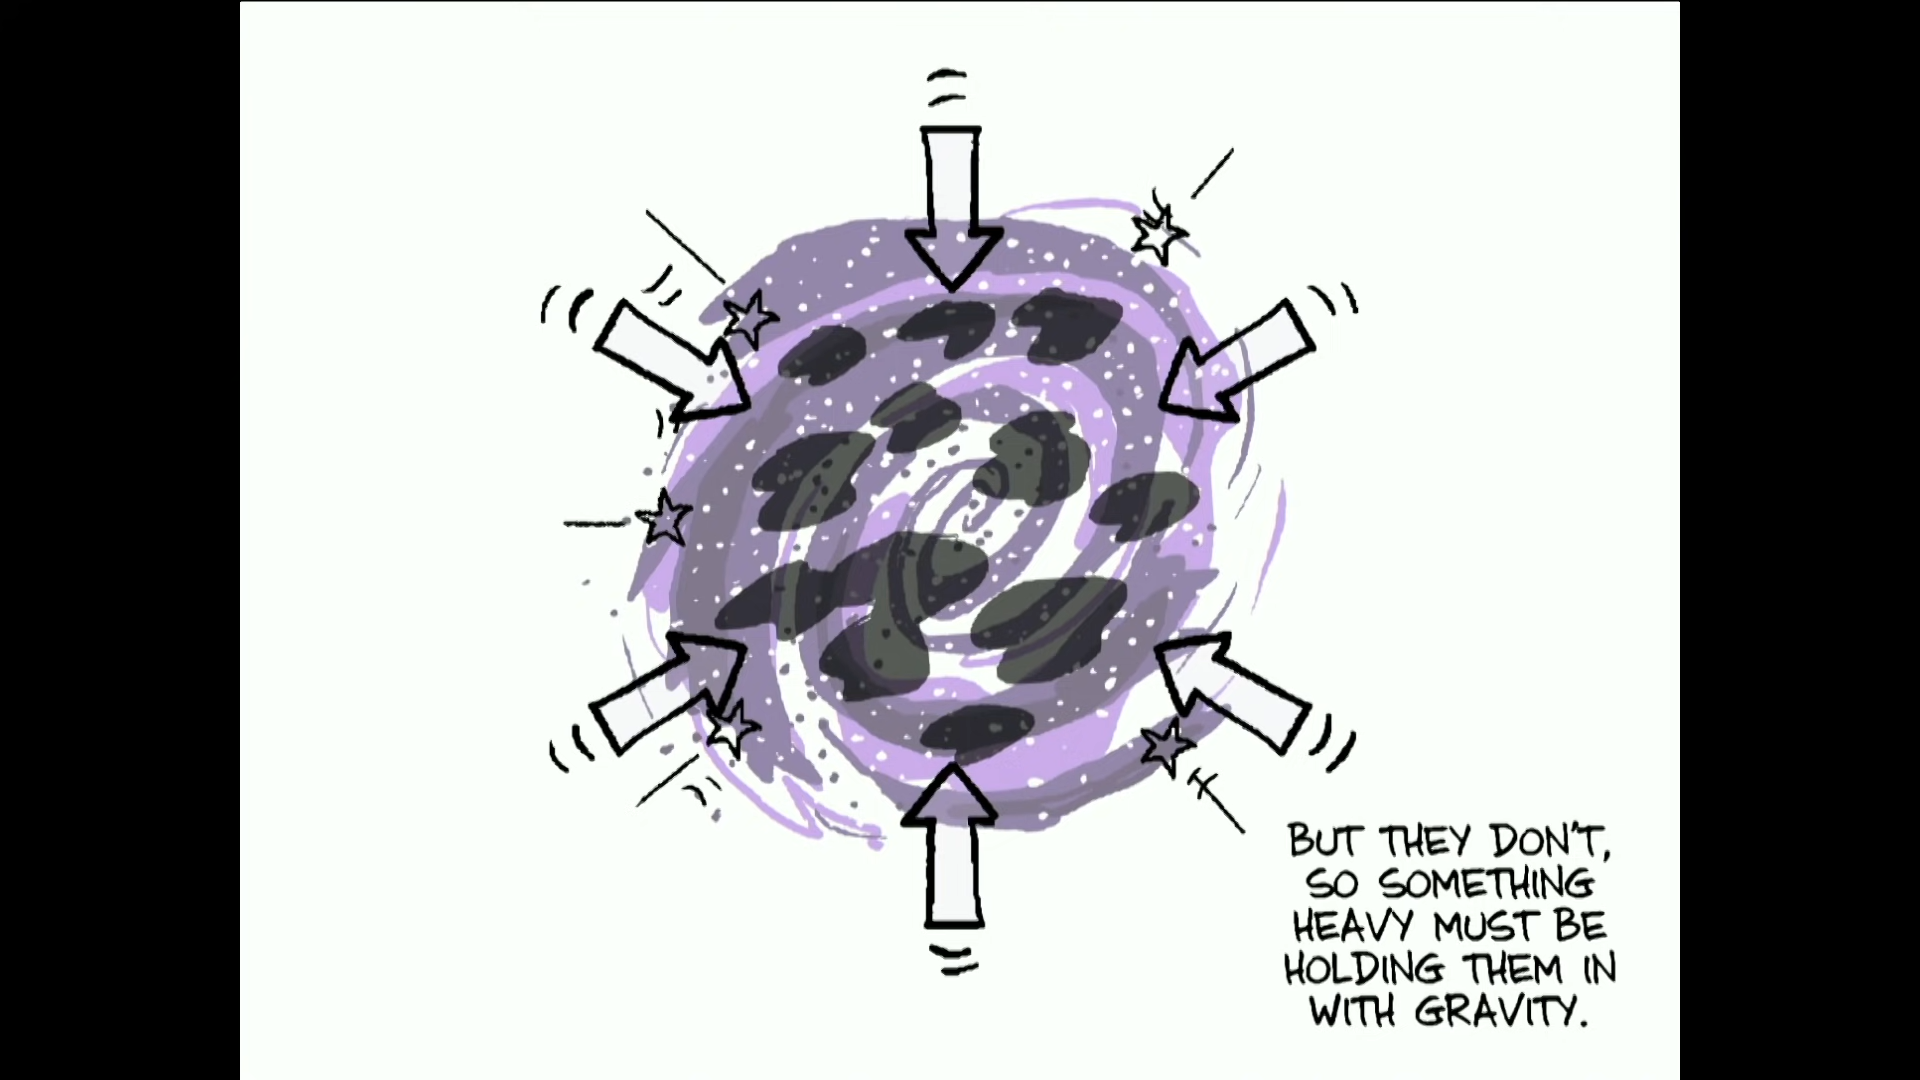 BUT THEY DON'T,
SO SOMETHING
HEAVY MUST BE
HOLDING THEM IN
WITH GRAVITY.